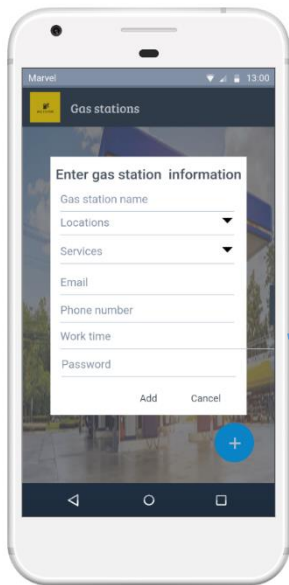 Marvel 13:00
Gas stations
Enter gas station information
Gas station name
Locations
Services
Email
Phone number
Work time
Password
Add Cancel